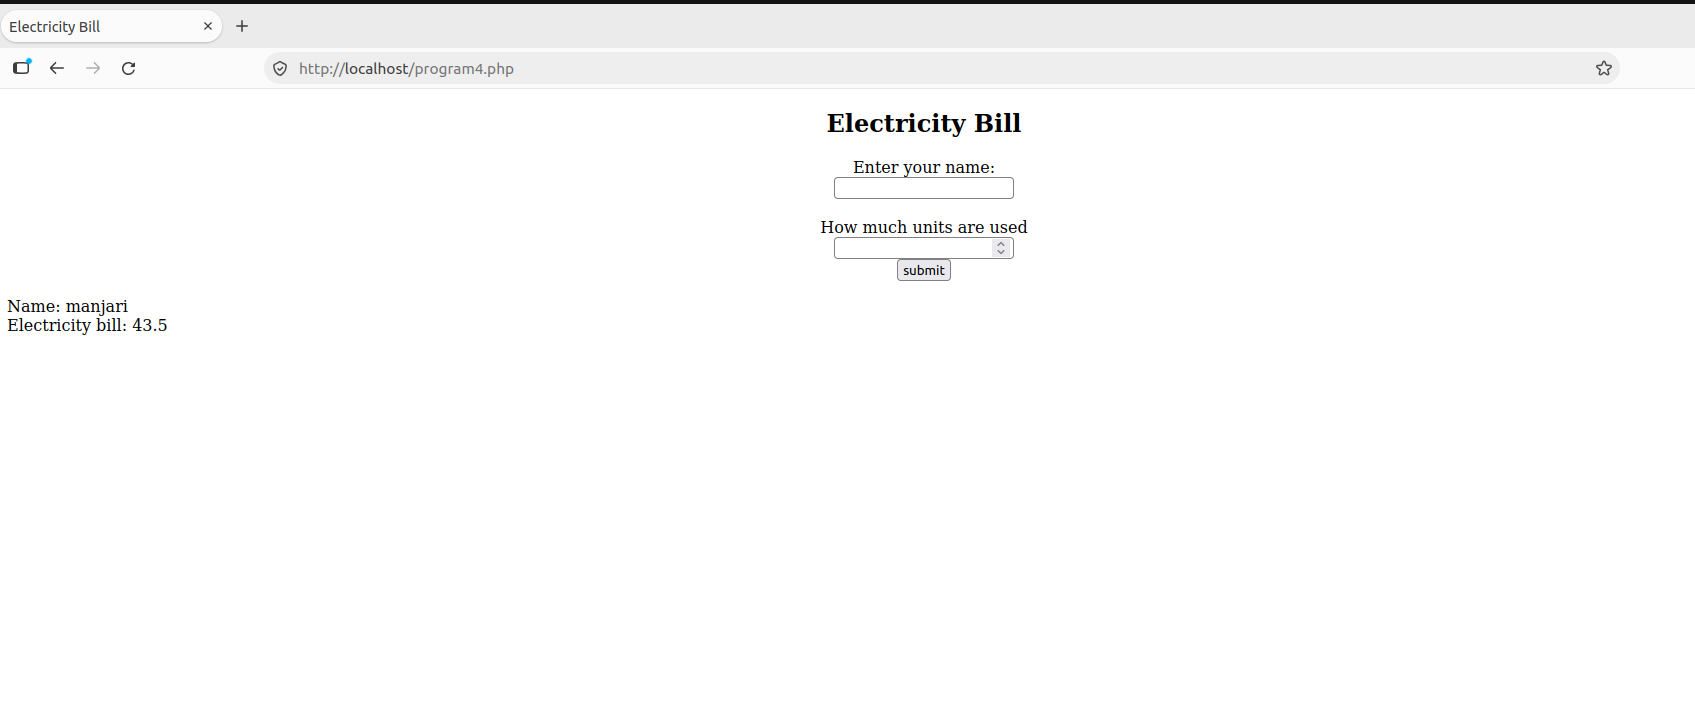 Electricity Bill
http://localhost/program4.php
Electricity Bill
Enter your name:
How much units are used
submit
Name: manjari
Electricity bill: 43.5